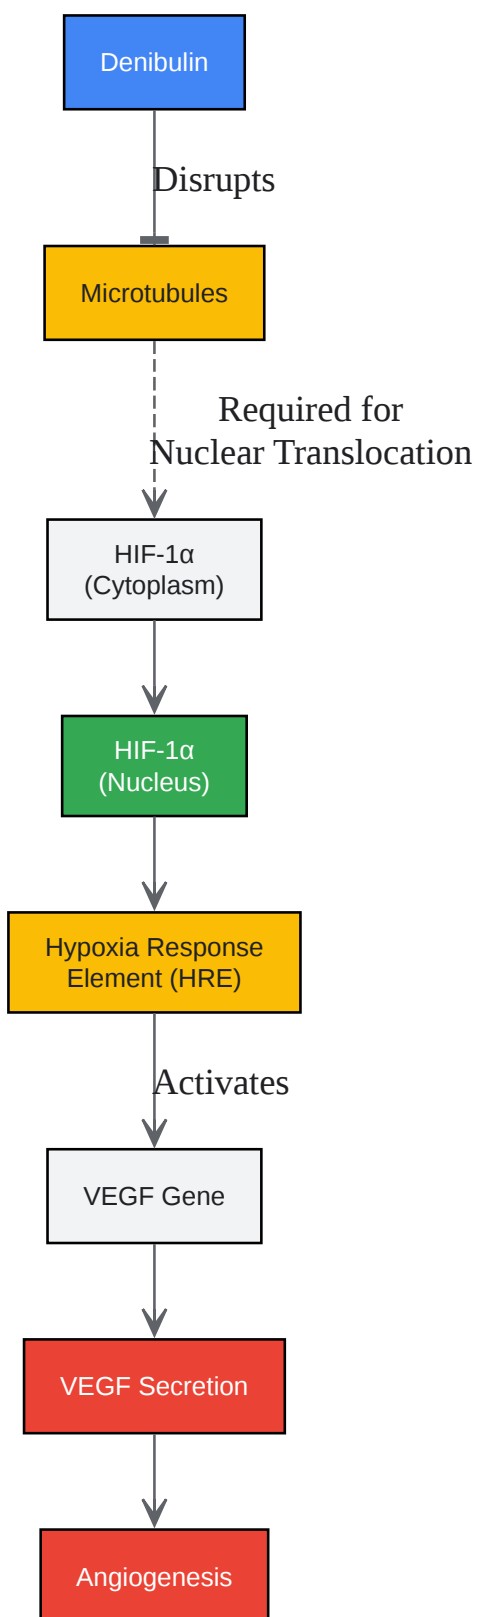 Denibulin
Disrupts
Microtubules
Required for
Nuclear Translocation
HIF-1α
(Cytoplasm)
HIF-1α
(Nucleus)
Hypoxia Response
Element (HRE)
Activates
VEGF Gene
VEGF Secretion
Angiogenesis